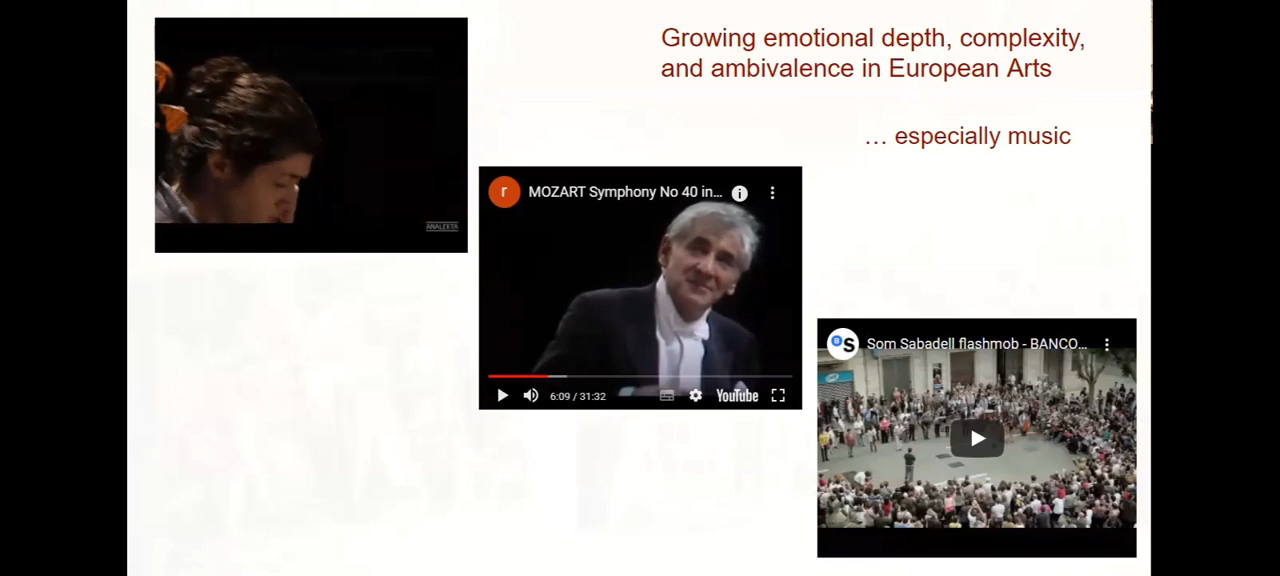 Growing emotional depth, complexity,
and ambivalence in European Arts
… especially music
ANALEKTA
r
MOZART Symphony No 40 in...
6:09 / 31:32
YouTube
BS
Som Sabadell flashmob - BANCO...